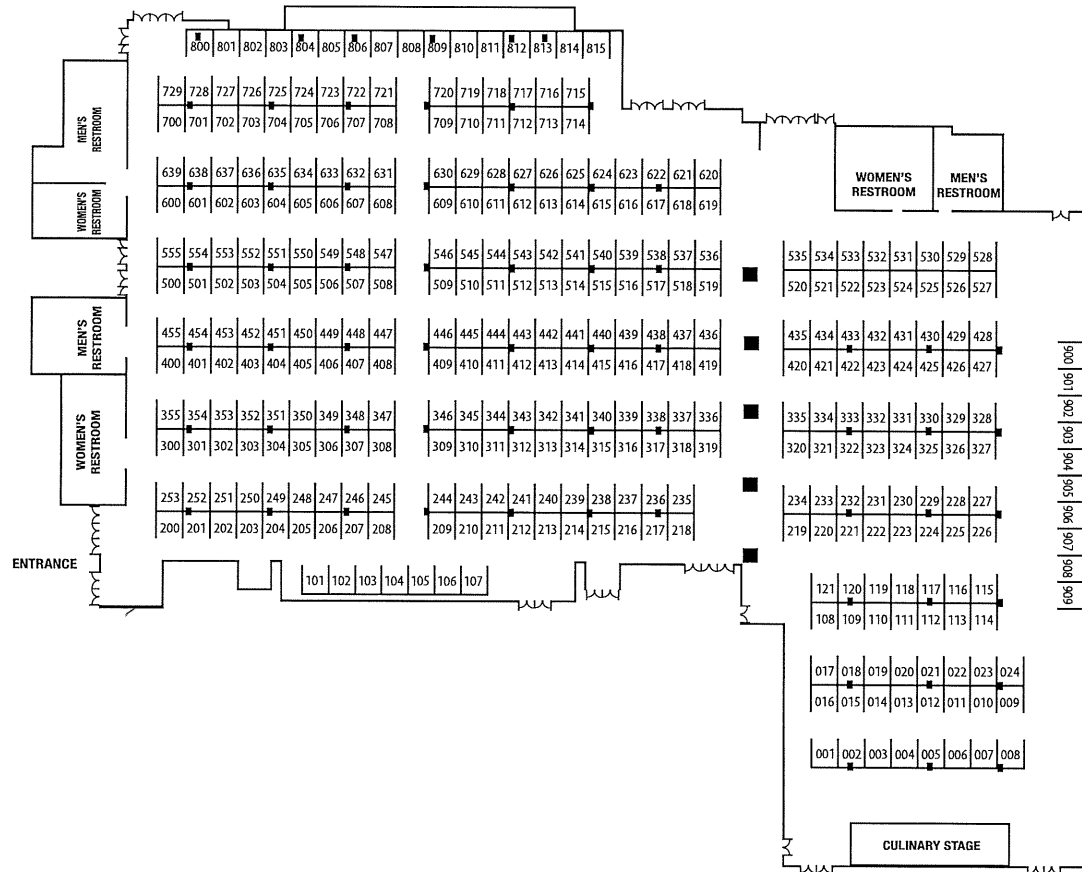 800 801 802 803 804 805 806 807 808 809 810 811 812 813 814 815
729 728 727 726 725 724 723 722 721 720 719 718 717 716 715
700 701 702 703 704 705 706 707 708 709 710 711 712 713 714
MEN'S
RESTROOM
639 638 637 636 635 634 633 632 631 630 629 628 627 626 625 624 623 622 621 620
600 601 602 603 604 605 606 607 608 609 610 611 612 613 614 615 616 617 618 619
WOMEN'S
RESTROOM
MEN'S
RESTROOM
WOMEN'S
RESTROOM
555 554 553 552 551 550 549 548 547 546 545 544 543 542 541 540 539 538 537 536 535 534 533 532 531 530 529 528
500 501 502 503 504 505 506 507 508 509 510 511 512 513 514 515 516 517 518 519 520 521 522 523 524 525 526 527
MEN'S
RESTROOM
455 454 453 452 451 450 449 448 447 446 445 444 443 442 441 440 439 438 437 436 435 434 433 432 431 430 429 428
400 401 402 403 404 405 406 407 408 409 410 411 412 413 414 415 416 417 418 419 420 421 422 423 424 425 426 427
WOMEN'S
RESTROOM
355 354 353 352 351 350 349 348 347 346 345 344 343 342 341 340 339 338 337 336 335 334 333 332 331 330 329 328
300 301 302 303 304 305 306 307 308 309 310 311 312 313 314 315 316 317 318 319 320 321 322 323 324 325 326 327
253 252 251 250 249 248 247 246 245 244 243 242 241 240 239 238 237 236 235 234 233 232 231 230 229 228 227
200 201 202 203 204 205 206 207 208 209 210 211 212 213 214 215 216 217 218 219 220 221 222 223 224 225 226
900
901
902
903
904
905
906
907
908
909
ENTRANCE
101 102 103 104 105 106 107
121 120 119 118 117 116 115
108 109 110 111 112 113 114
017 018 019 020 021 022 023 024
016 015 014 013 012 011 010 009
001 002 003 004 005 006 007 008
CULINARY STAGE